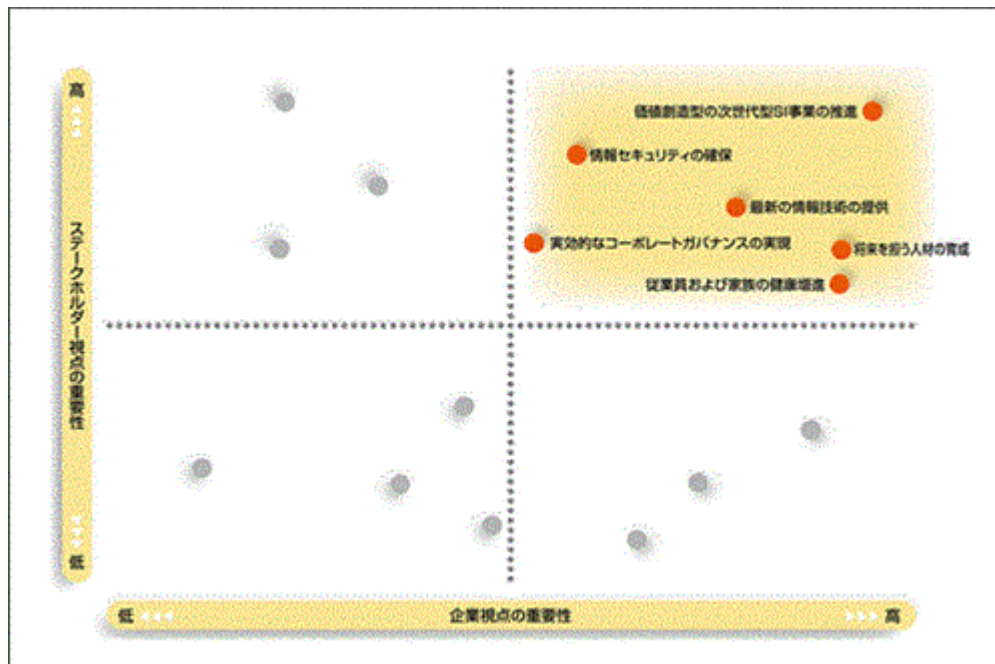 高
価値創造型の次世代型SI事業の推進
情報セキュリティの確保
最新の情報技術の提供
実効的なコーポレートガバナンスの実現
将来を担う人材の育成
従業員および家族の健康増進
ステークホルダー視点の重要性
低
低
企業視点の重要性
高